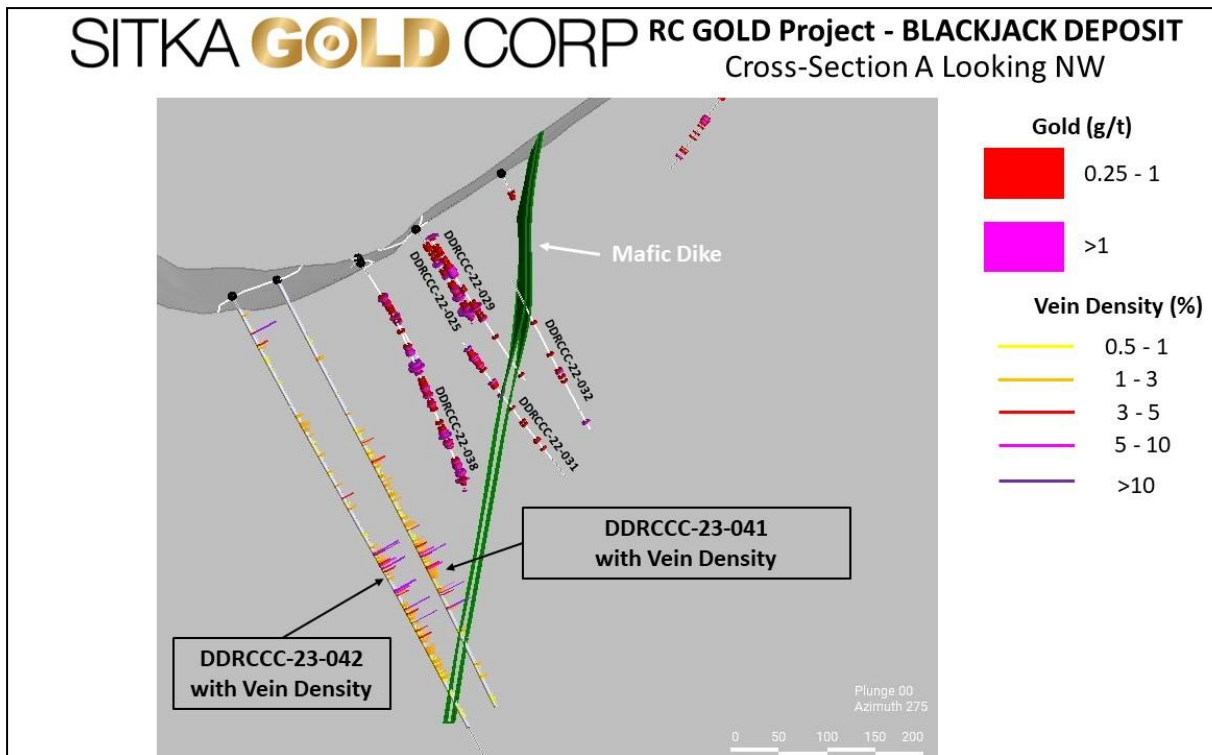 SITKA GOLD CORP
RC GOLD Project - BLACKJACK DEPOSIT
Cross-Section A Looking NW
Gold (g/t)
0.25 - 1
>1
Vein Density (%)
0.5 - 1
1 - 3
3 - 5
5 - 10
>10
Mafic Dike
DDRCCC-22-029
DDRCCC-22-025
DDRCCC-22-032
DDRCCC-22-031
DDRCCC-22-038
DDRCCC-23-041
with Vein Density
DDRCCC-23-042
with Vein Density
Plunge 00
Azimuth 275
0 50 100 150 200